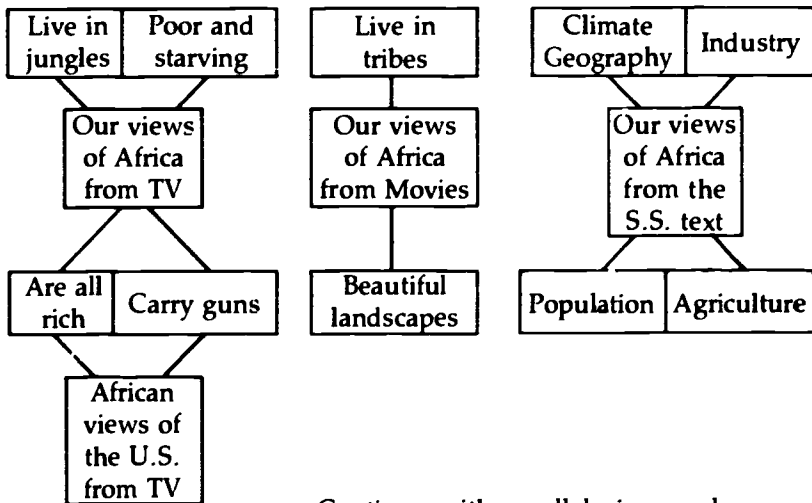 Live in
jungles
Poor and
starving
Our views
of Africa
from TV
Are all
rich
Carry guns
African
views of
the U.S.
from TV
Live in
tribes
Our views
of Africa
from Movies
Beautiful
landscapes
Climate
Geography
Industry
Our views
of Africa
from the
S.S. text
Population
Agriculture